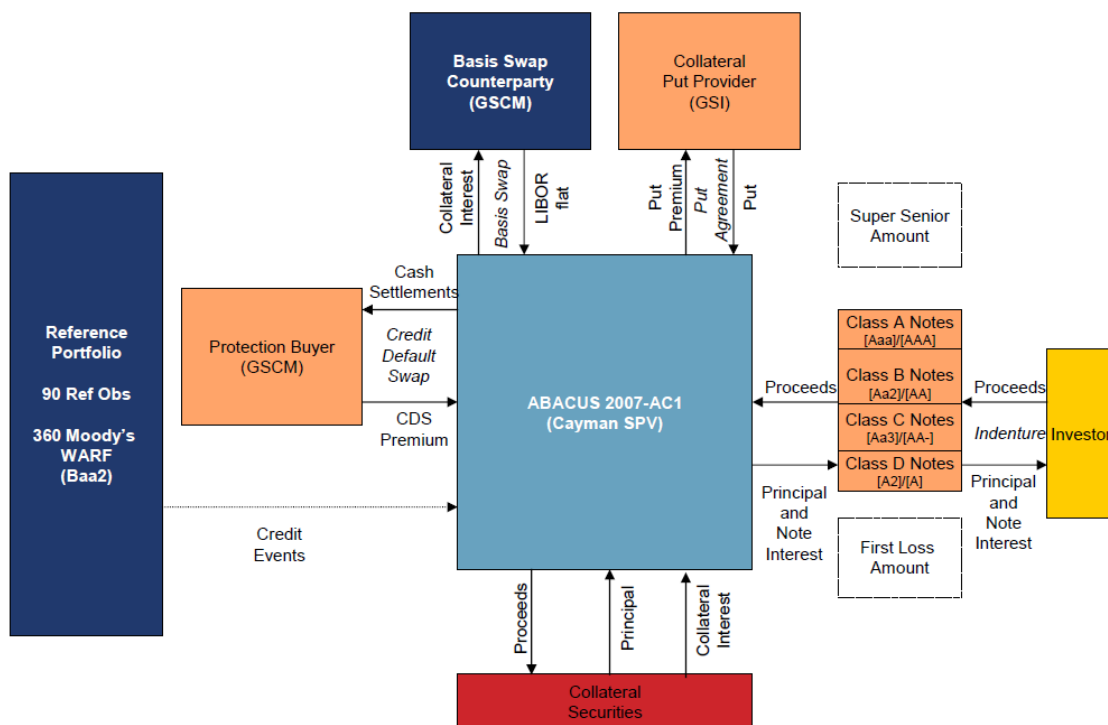 Basis Swap
Counterparty
(GSCM)
Collateral
Put Provider
(GSI)
Collateral
Interest
Basis Swap
LIBOR
flat
Put
Premium
Put
Agreement
Put
Super Senior
Amount
Reference
Portfolio
90 Ref Obs
360 Moody's
WARF
(Baa2)
Protection Buyer
(GSCM)
Cash
Settlements
Credit
Default
Swap
CDS
Premium
Credit
Events
ABACUS 2007-AC1
(Cayman SPV)
Proceeds
Principal
and
Note
Interest
Class A Notes
[Aaa]/[AAA]
Class B Notes
[Aa2]/[AA]
Class C Notes
[Aa3]/[AA-]
Class D Notes
[A2]/[A]
Proceeds
Indenture
Principal
and
Note
Interest
Investor
First Loss
Amount
Proceeds
Principal
Collateral
Interest
Collateral
Securities